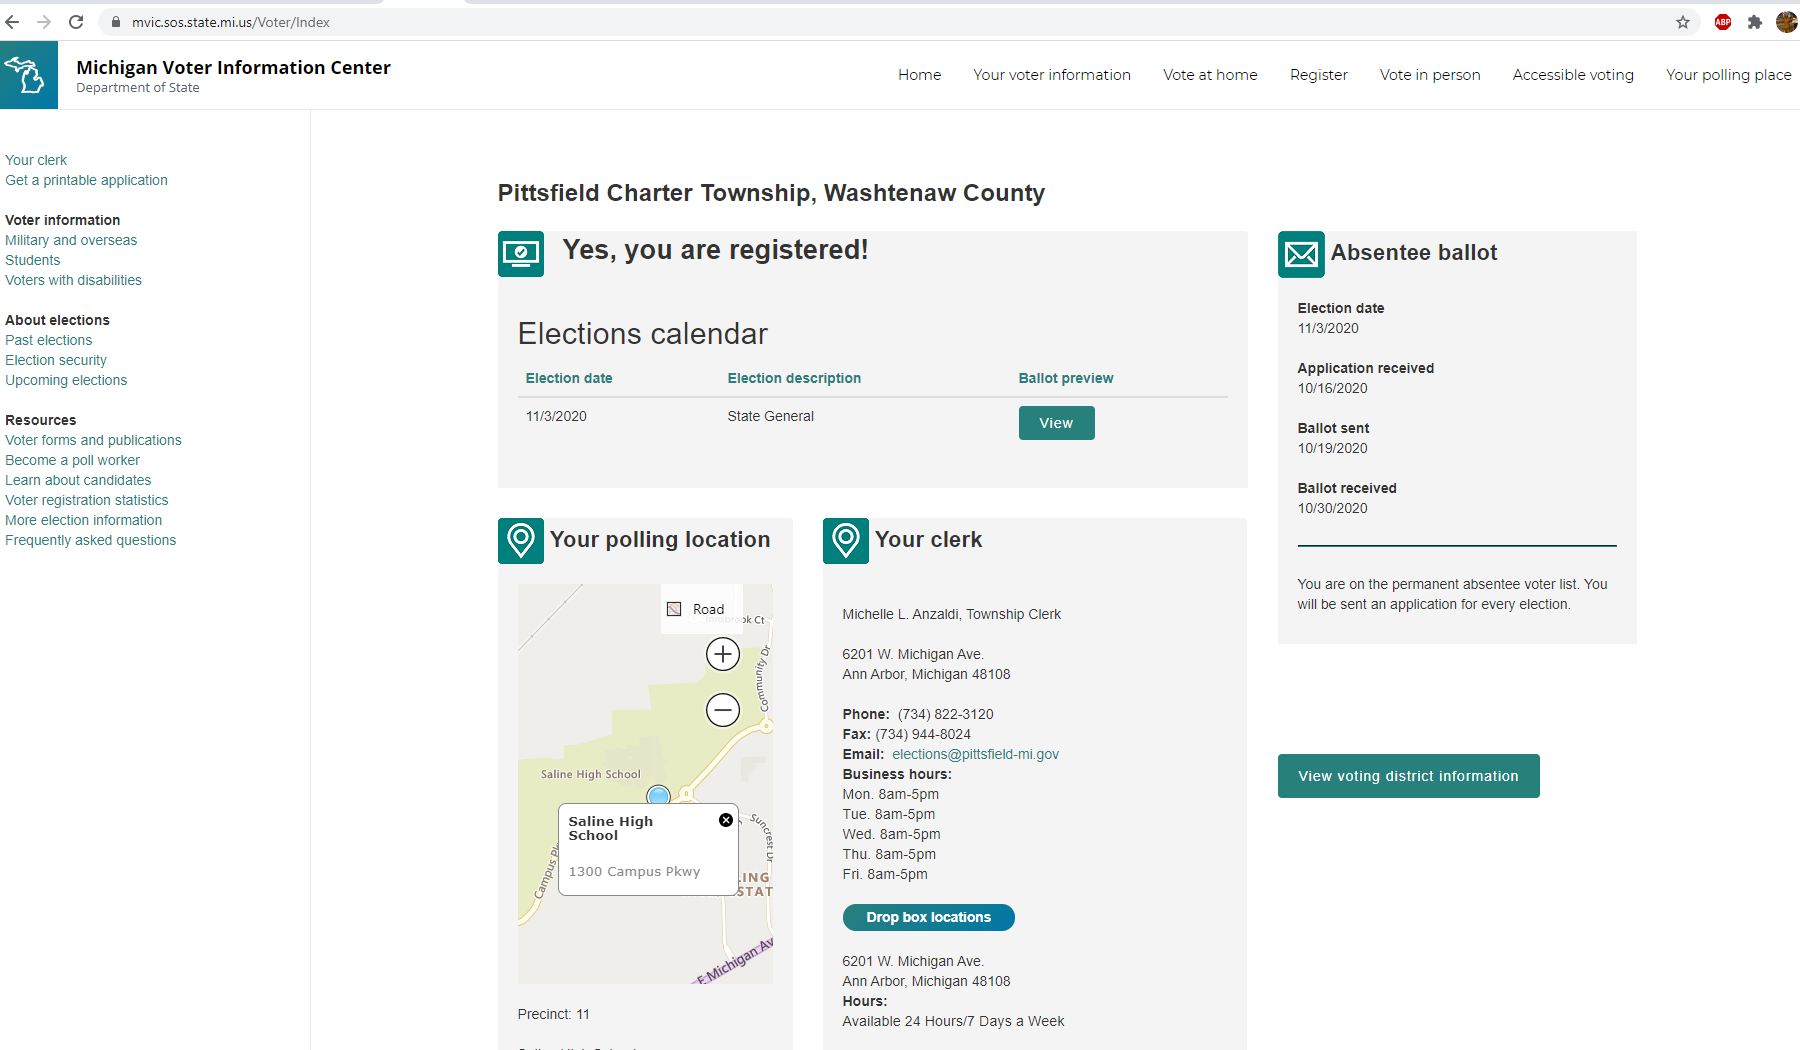 mvic.sos.state.mi.us/Voter/Index
ABP
Michigan Voter Information Center
Department of State
Home
Your voter information
Vote at home
Register
Vote in person
Accessible voting
Your polling place
Your clerk
Get a printable application
Voter information
Military and overseas
Students
Voters with disabilities
About elections
Past elections
Election security
Upcoming elections
Resources
Voter forms and publications
Become a poll worker
Learn about candidates
Voter registration statistics
More election information
Frequently asked questions
Pittsfield Charter Township, Washtenaw County
Yes, you are registered!
Elections calendar
Election date Election description Ballot preview
11/3/2020 State General View
Your polling location
Road
Innsbrook Ct
Community Dr
Saline High School
Saline High
School
1300 Campus Pkwy
Campus
Suncrest Dr
E Michigan Av
Precinct: 11
Your clerk
Michelle L. Anzaldi, Township Clerk
6201 W. Michigan Ave.
Ann Arbor, Michigan 48108
Phone: (734) 822-3120
Fax: (734) 944-8024
Email: elections@pittsfield-mi.gov
Business hours:
Mon. 8am-5pm
Tue. 8am-5pm
Wed. 8am-5pm
Thu. 8am-5pm
Fri. 8am-5pm
Drop box locations
6201 W. Michigan Ave.
Ann Arbor, Michigan 48108
Hours:
Available 24 Hours/7 Days a Week
Absentee ballot
Election date
11/3/2020
Application received
10/16/2020
Ballot sent
10/19/2020
Ballot received
10/30/2020
You are on the permanent absentee voter list. You
will be sent an application for every election.
View voting district information